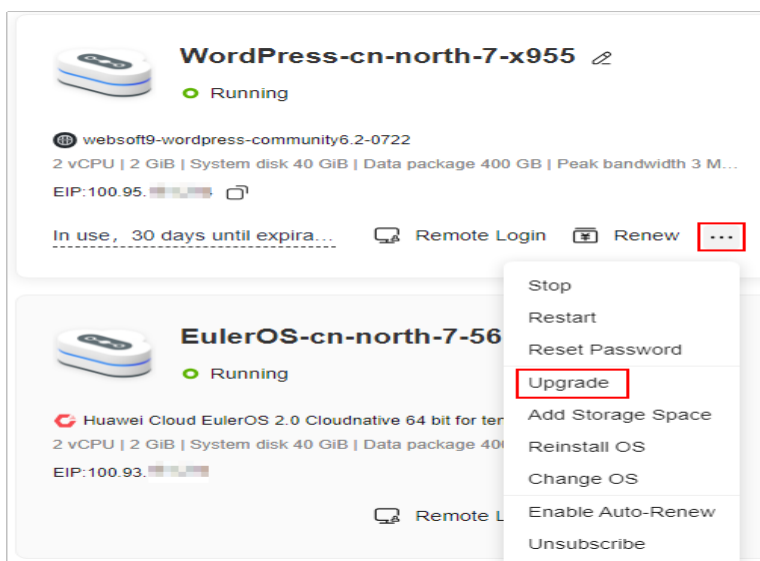 WordPress-cn-north-7-x955
Running
websoft9-wordpress-community6.2-0722
2 vCPU | 2 GiB | System disk 40 GiB | Data package 400 GB | Peak bandwidth 3 M...
EIP:100.95.
In use, 30 days until expira...
Remote Login
Renew
...
Stop
Restart
Reset Password
Upgrade
Add Storage Space
Reinstall OS
Change OS
Enable Auto-Renew
Unsubscribe
EulerOS-cn-north-7-56
Running
Huawei Cloud EulerOS 2.0 Cloudnative 64 bit for ter
2 vCPU | 2 GiB | System disk 40 GiB | Data package 40
EIP:100.93.
Remote L